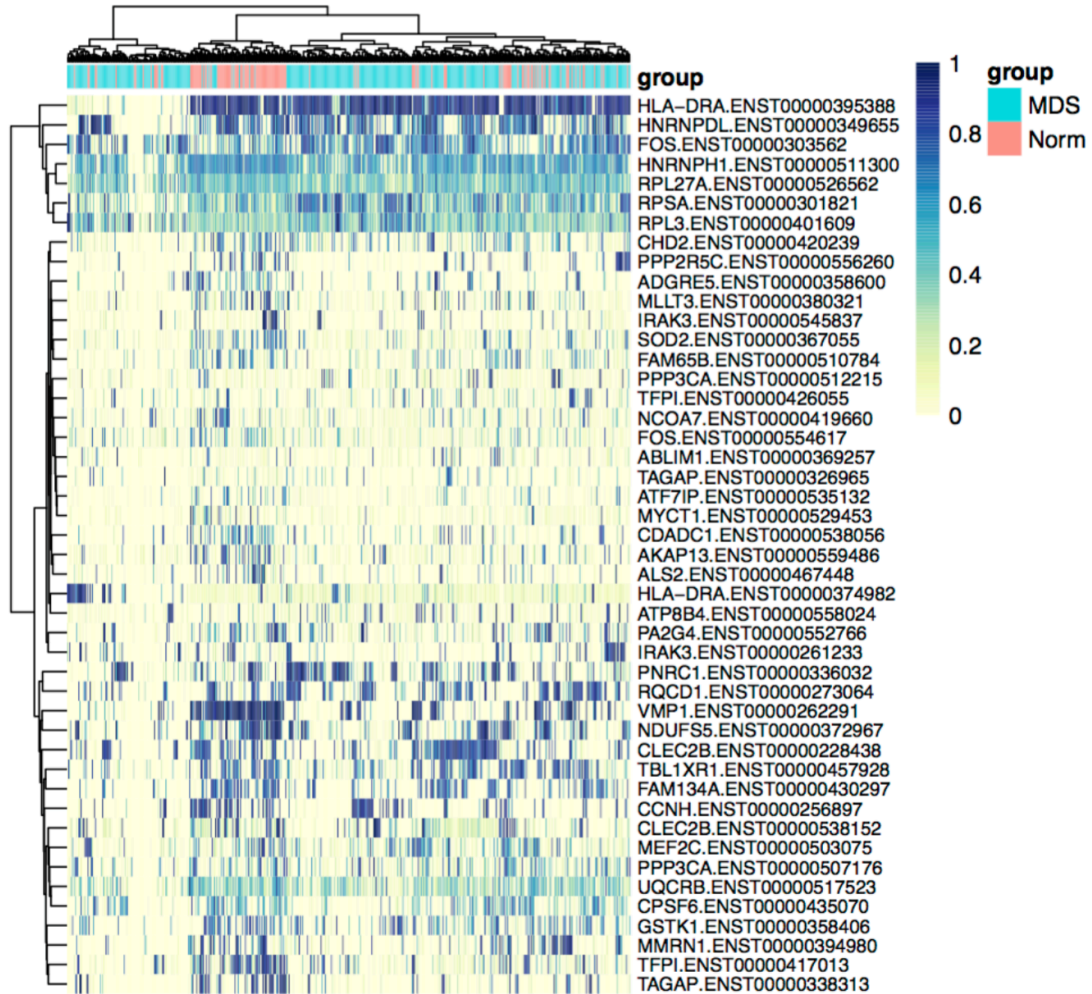 group
HLA-DRA.ENST00000395388
HNRNPDL.ENST00000349655
FOS.ENST00000303562
HNRNPH1.ENST00000511300
RPL27A.ENST00000526562
RPSA.ENST00000301821
RPL3.ENST00000401609
CHD2.ENST00000420239
PPP2R5C.ENST00000556260
ADGRE5.ENST00000358600
MLLT3.ENST00000380321
IRAK3.ENST00000545837
SOD2.ENST00000367055
FAM65B.ENST00000510784
PPP3CA.ENST00000512215
TFPI.ENST00000426055
NCOA7.ENST00000419660
FOS.ENST00000554617
ABLIM1.ENST00000369257
TAGAP.ENST00000326965
ATF7IP.ENST00000535132
MYCT1.ENST00000529453
CDADC1.ENST00000538056
AKAP13.ENST00000559486
ALS2.ENST00000467448
HLA-DRA.ENST00000374982
ATP8B4.ENST00000558024
PA2G4.ENST00000552766
IRAK3.ENST00000261233
PNRC1.ENST00000336032
RQCD1.ENST00000273064
VMP1.ENST00000262291
NDUFS5.ENST00000372967
CLEC2B.ENST00000228438
TBL1XR1.ENST00000457928
FAM134A.ENST00000430297
CCNH.ENST00000256897
CLEC2B.ENST00000538152
MEF2C.ENST00000503075
PPP3CA.ENST00000507176
UQCRB.ENST00000517523
CPSF6.ENST00000435070
GSTK1.ENST00000358406
MMRN1.ENST00000394980
TFPI.ENST00000417013
TAGAP.ENST00000338313
1
0.8
0.6
0.4
0.2
0
group
MDS
Norm